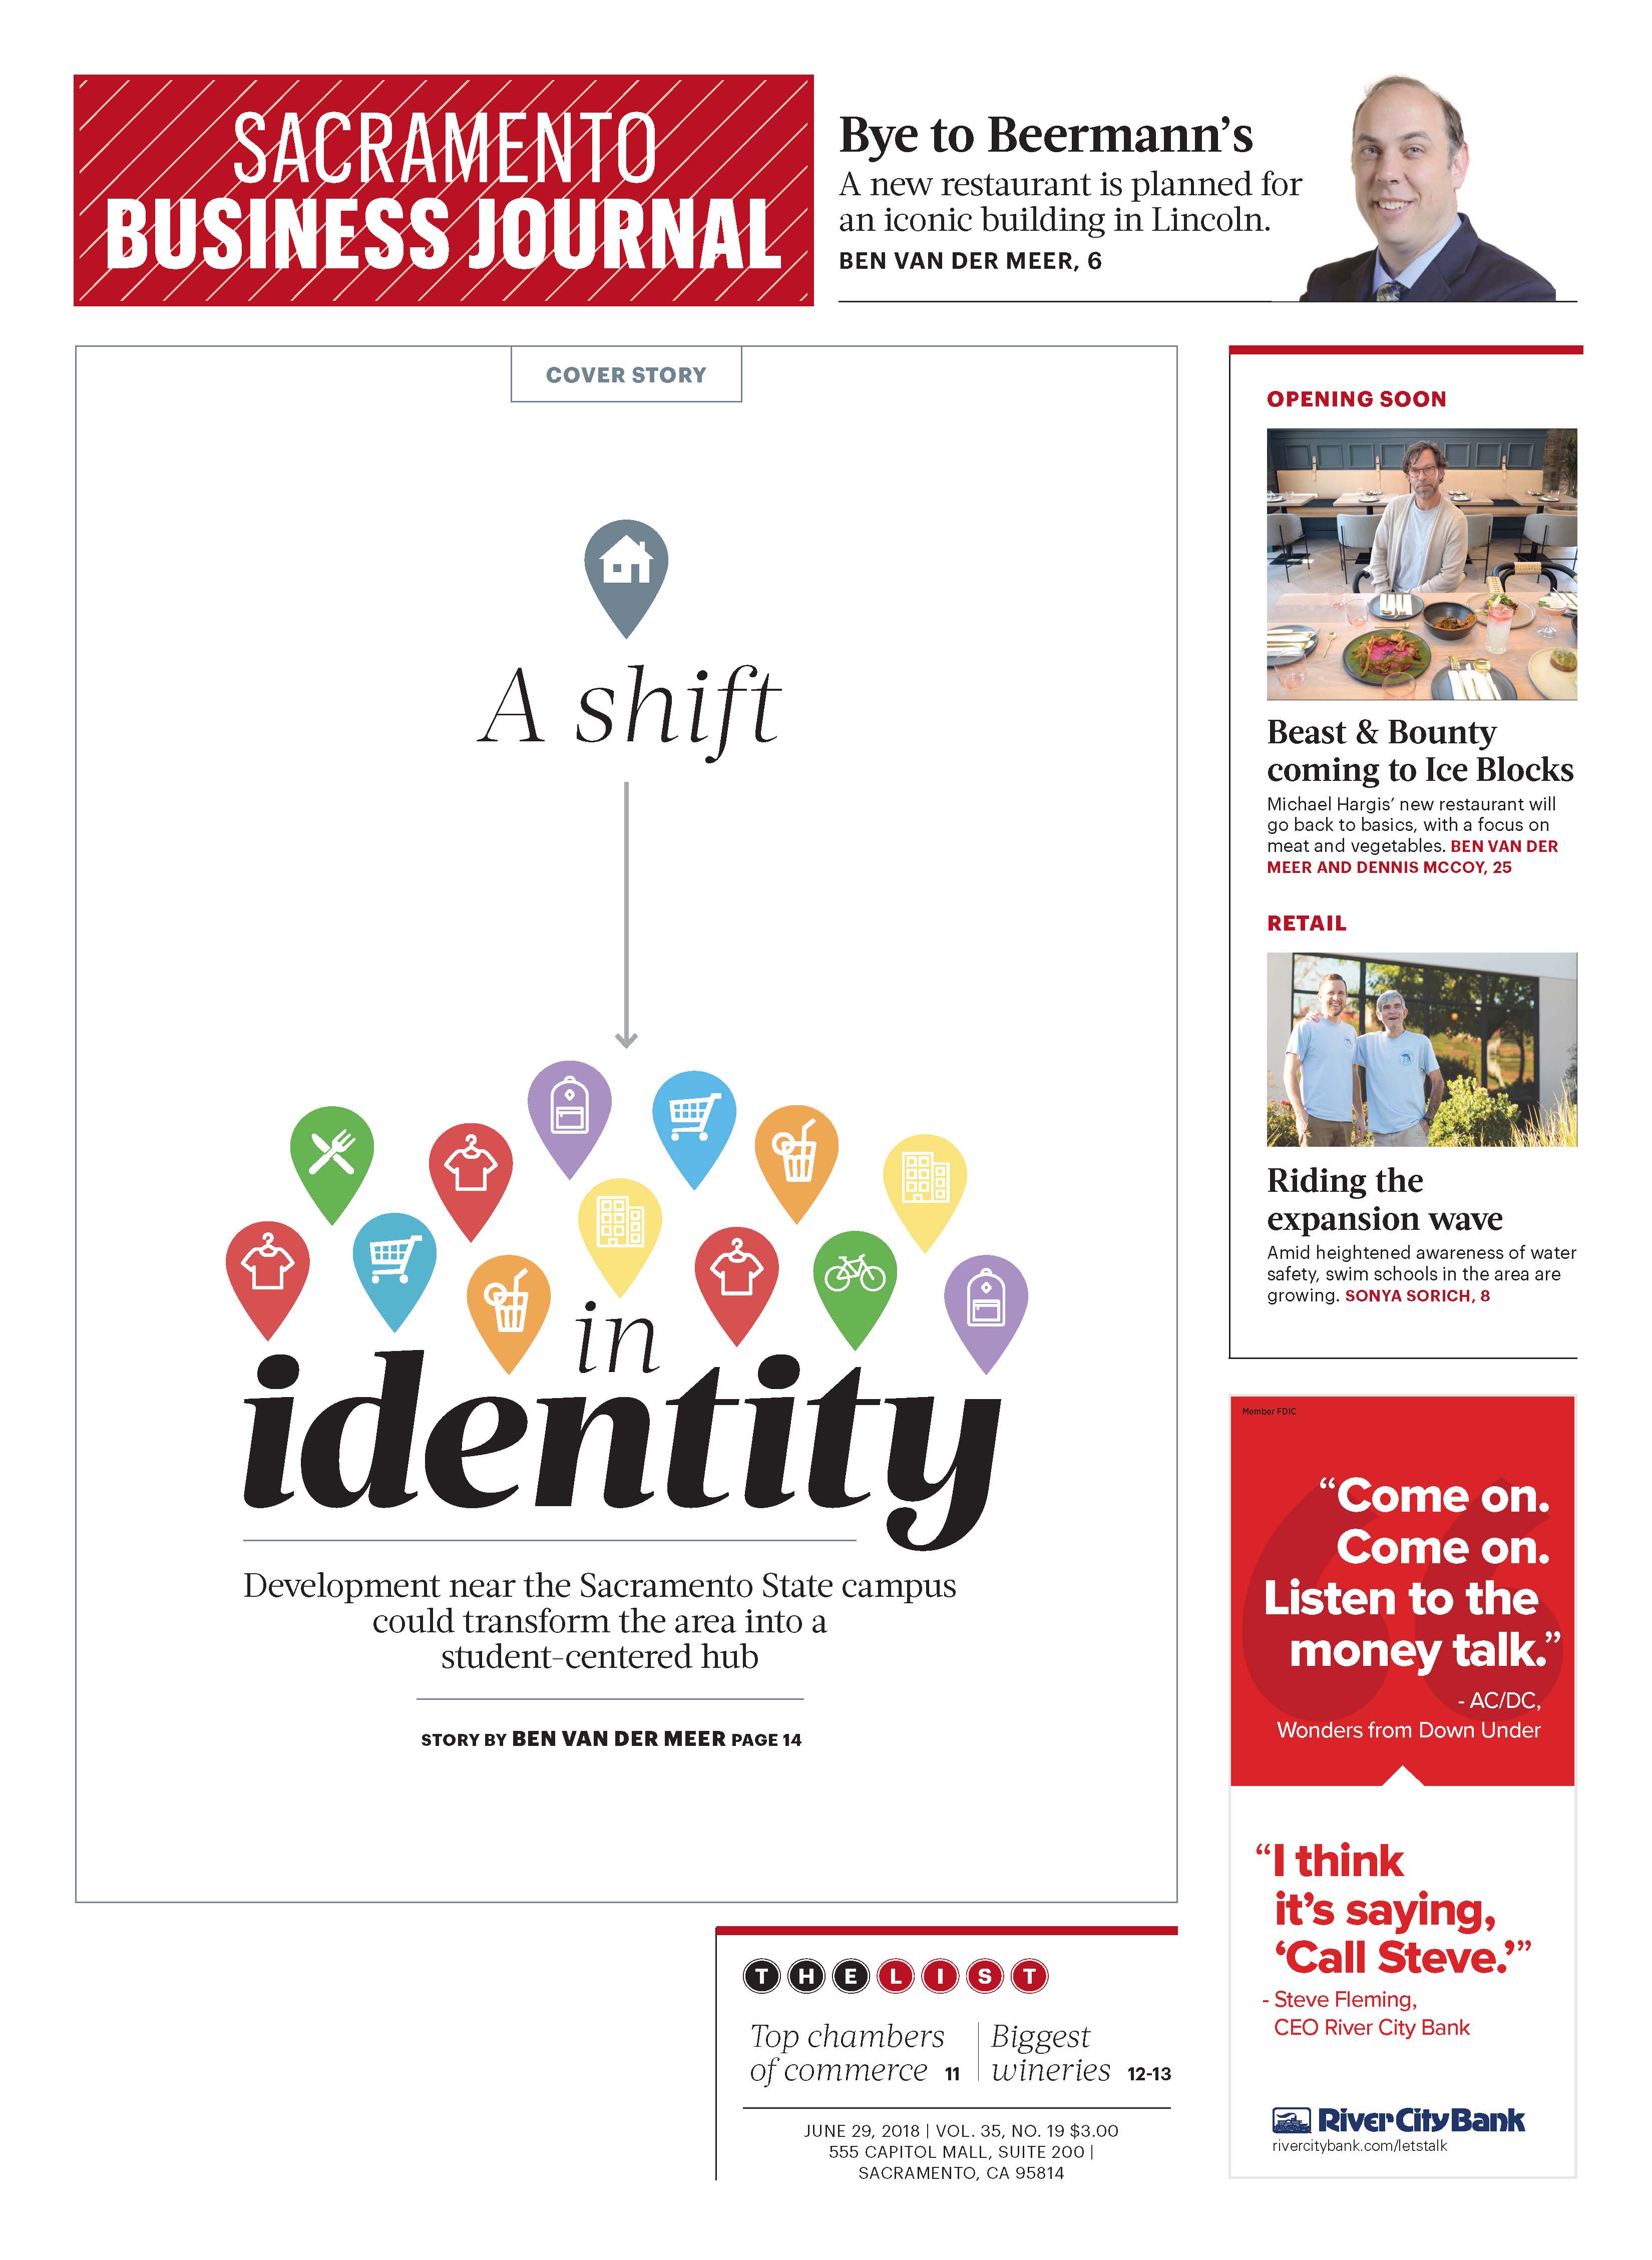 SACRAMENTO
BUSINESS JOURNAL
Bye to Beermann's
A new restaurant is planned for
an iconic building in Lincoln.
BEN VAN DER MEER, 6
COVER STORY
A shift
in
identity
Development near the Sacramento State campus
could transform the area into a
student-centered hub
STORY BY BEN VAN DER MEER PAGE 14
OPENING SOON
Beast & Bounty
coming to Ice Blocks
Michael Hargis' new restaurant will
go back to basics, with a focus on
meat and vegetables. BEN VAN DER
MEER AND DENNIS MCCOY, 25
RETAIL
Riding the
expansion wave
Amid heightened awareness of water
safety, swim schools in the area are
growing. SONYA SORICH, 8
Member FDIC
“Come on.
Come on.
Listen to the
money talk.”
- AC/DC,
Wonders from Down Under
“I think
it's saying,
‘Call Steve.’”
- Steve Fleming,
CEO River City Bank
River City Bank
rivercitybank.com/letstalk
THE LIST
Top chambers
of commerce 11
Biggest
wineries 12-13
JUNE 29, 2018 | VOL. 35, NO. 19 $3.00
555 CAPITOL MALL, SUITE 200 |
SACRAMENTO, CA 95814